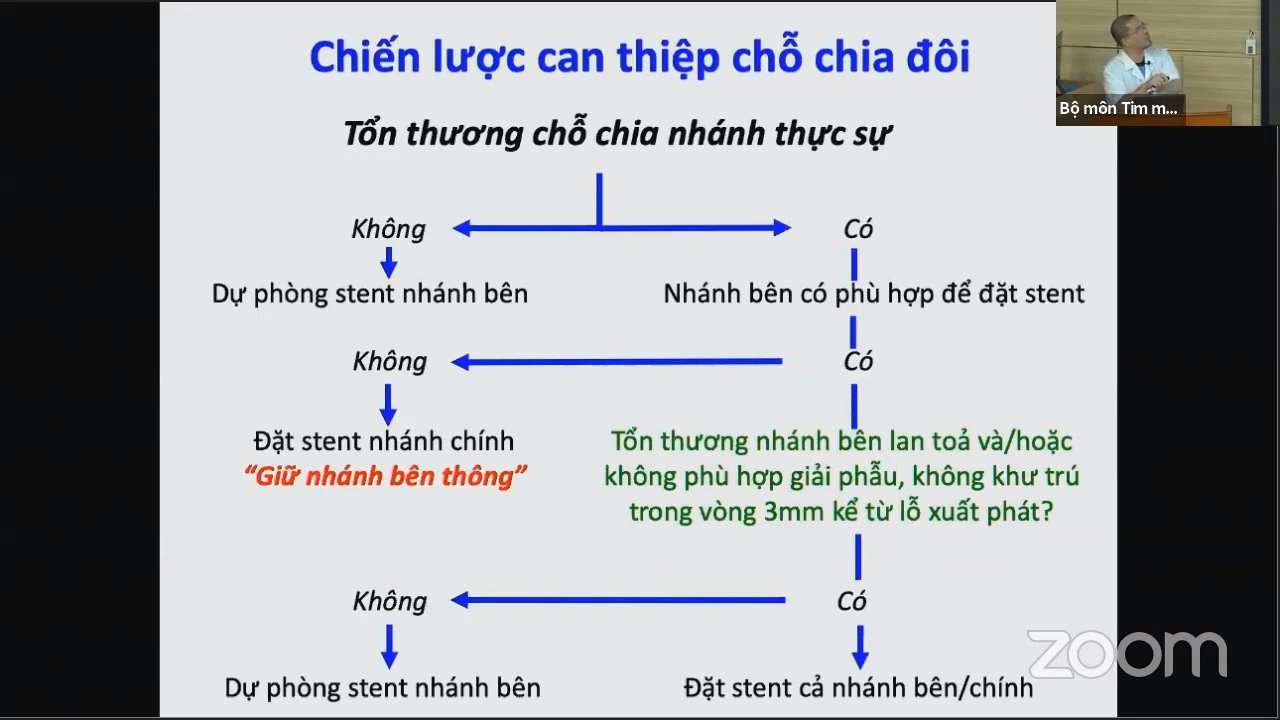 Chiến lược can thiệp chỗ chia đôi
Bộ môn Tim m...
Tổn thương chỗ chia nhánh thực sự
Không
Có
Dự phòng stent nhánh bên
Nhánh bên có phù hợp để đặt stent
Không
Có
Đặt stent nhánh chính
“Giữ nhánh bên thông”
Tổn thương nhánh bên lan toả và/hoặc
không phù hợp giải phẫu, không khư trú
trong vòng 3mm kể từ lỗ xuất phát?
Không
Có
Dự phòng stent nhánh bên
Đặt stent cả nhánh bên/chính
zoom